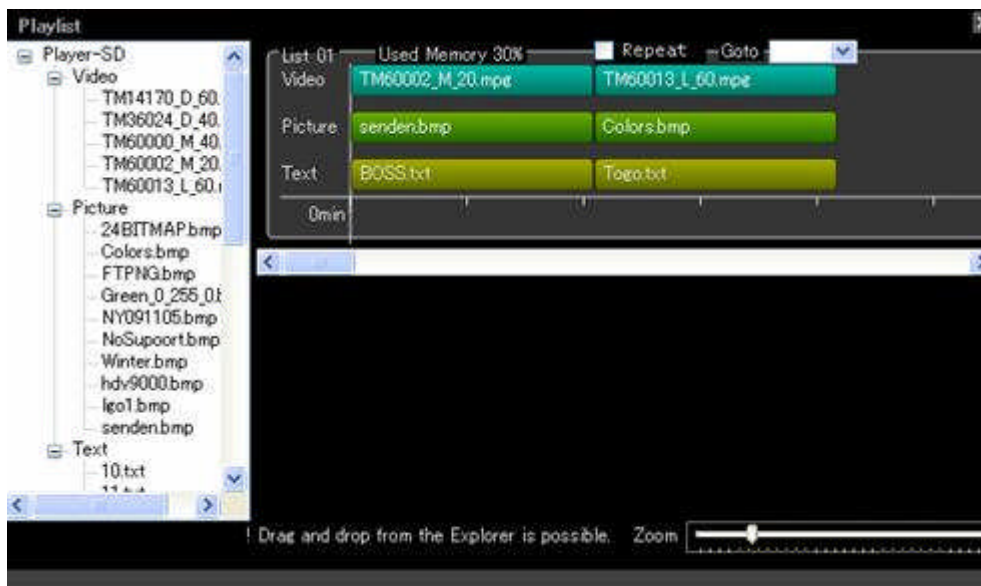 Playlist
Player-SD
Video
TM14170_D_60.
TM36024_D_40.
TM60000_M_40.
TM60002_M_20.
TM60013_L_60.
Picture
24BITMAP.bmp
Colors.bmp
FTPNG.bmp
Green_0_255_0.
NY091105.bmp
NoSupoort.bmp
Winter.bmp
hdv9000.bmp
lgo1.bmp
senden.bmp
Text
10.txt
List 01 Used Memory 30% Repeat Goto
Video TM60002_M_20.mpg TM60013_L_60.mpg
Picture senden.bmp Colors.bmp
Text BOSS.txt Togo.txt
0min
! Drag and drop from the Explorer is possible. Zoom